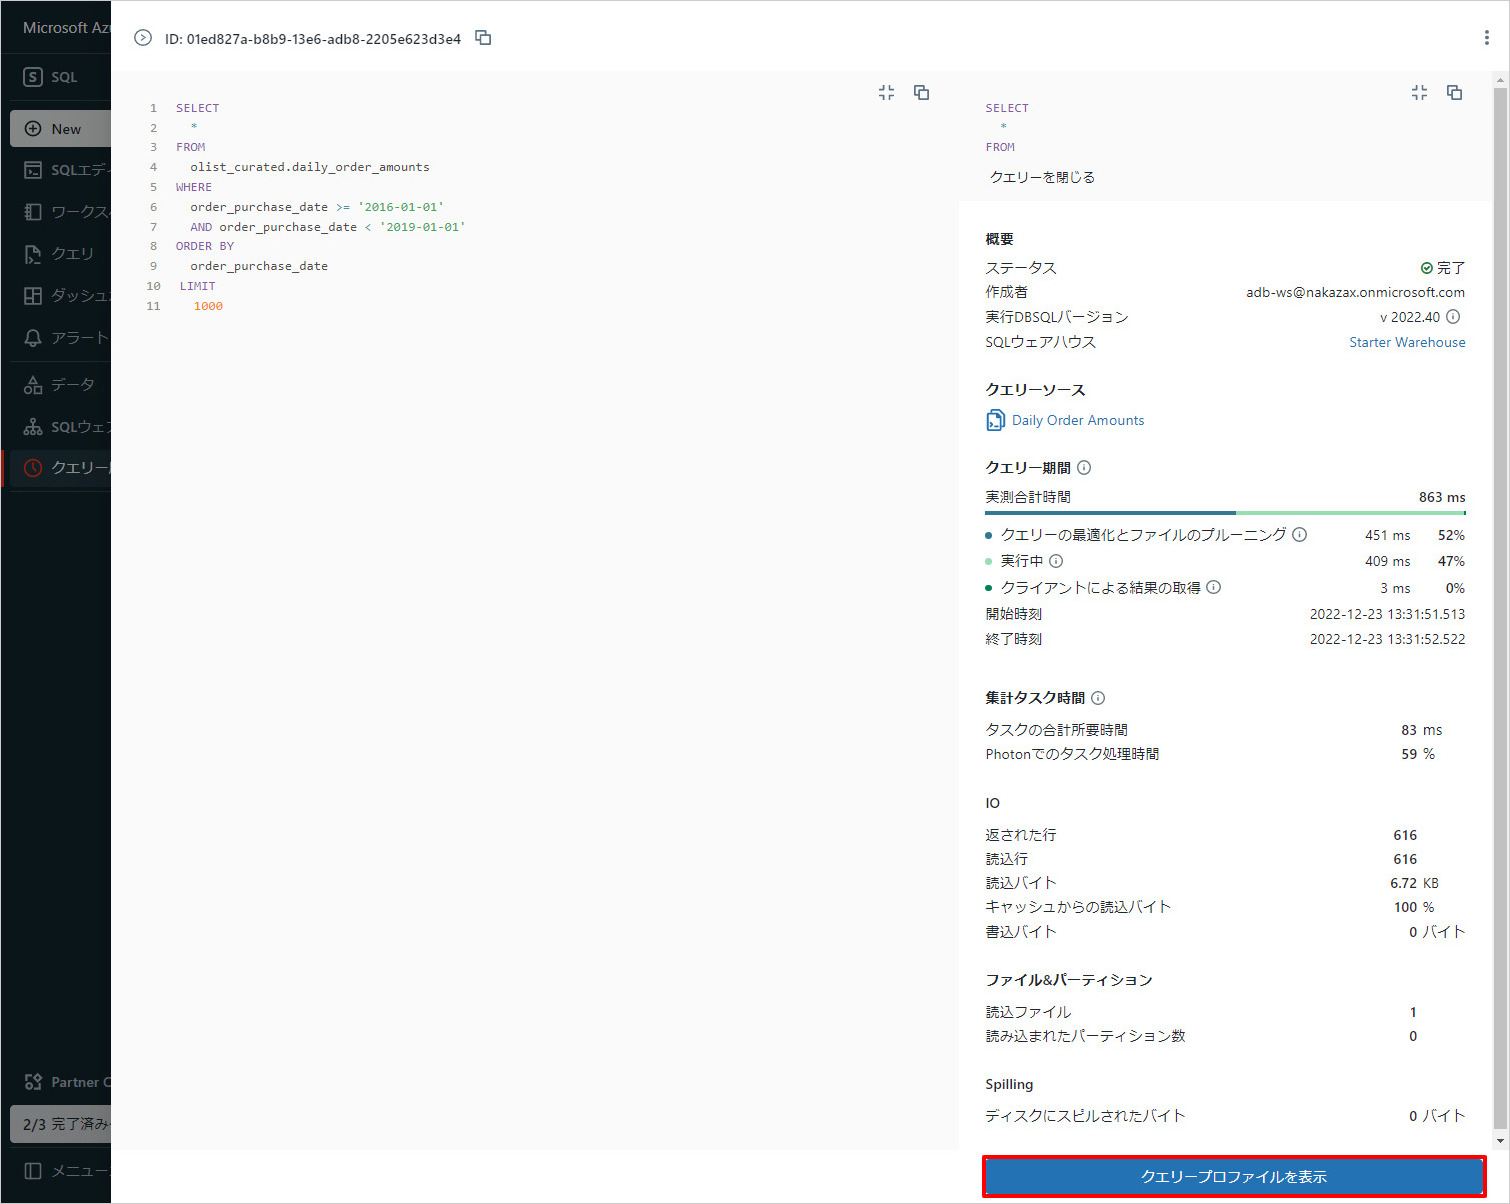 Microsoft Azu
SQL
New
SQLエディ
ワークス
クエリ
ダッシュ
アラート
データ
SQLウェ
クエリー
Partner C
2/3 完了済み
メニュー
ID: 01ed827a-b8b9-13e6-adb8-2205e623d3e4
1 SELECT
2 *
3 FROM
4 olist_curated.daily_order_amounts
5 WHERE
6 order_purchase_date >= '2016-01-01'
7 AND order_purchase_date < '2019-01-01'
8 ORDER BY
9 order_purchase_date
10 LIMIT
11 1000
SELECT
*
FROM
クエリーを閉じる
概要
ステータス 完了
作成者 adb-ws@nakazax.onmicrosoft.com
実行DBSQLバージョン v 2022.40
SQLウェアハウス Starter Warehouse
クエリーソース
Daily Order Amounts
クエリー期間
実測合計時間 863 ms
クエリーの最適化とファイルのプルーニング 451 ms 52%
実行中 409 ms 47%
クライアントによる結果の取得 3 ms 0%
開始時刻 2022-12-23 13:31:51.513
終了時刻 2022-12-23 13:31:52.522
集計タスク時間
タスクの合計所要時間 83 ms
Photonでのタスク処理時間 59 %
IO
返された行 616
読込行 616
読込バイト 6.72 KB
キャッシュからの読込バイト 100 %
書込バイト 0 バイト
ファイル&パーティション
読込ファイル 1
読み込まれたパーティション数 0
Spilling
ディスクにスピルされたバイト 0 バイト
クエリープロファイルを表示